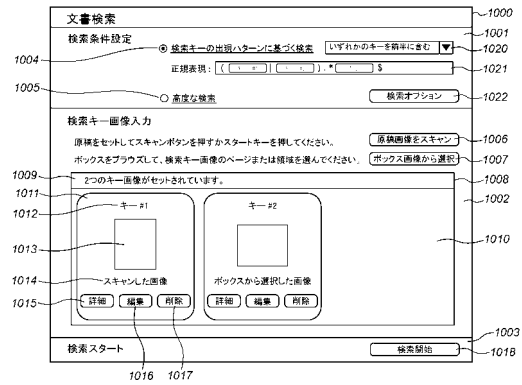 文書検索
1000
検索条件設定
1001
1004
検索キーの出現パターンに基づく検索
いずれかのキーを前半に含む
1020
正規表現: ( | ).* $
1021
1005
高度な検索
検索オプション
1022
検索キー画像入力
原稿をセットしてスキャンボタンを押すかスタートキーを押してください。
原稿画像をスキャン
1006
ボックスをブラウズして、検索キー画像のページまたは領域を選んでください。
ボックス画像から選択
1007
1009
2つのキー画像がセットされています。
1008
1011
1002
1012
キー #1
キー #2
1013
1010
1014
スキャンした画像
ボックスから選択した画像
1015
詳細
編集
削除
詳細
編集
削除
1003
検索スタート
検索開始
1018
1016
1017